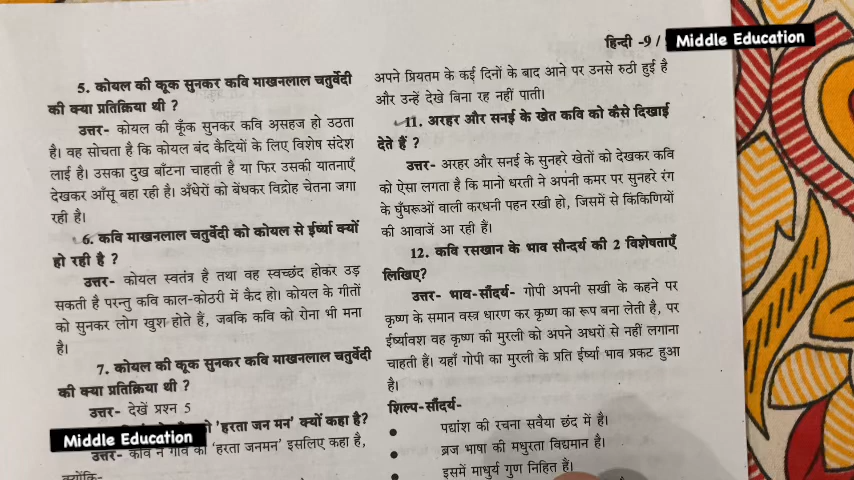 हिन्दी -9 /
Middle Education
5. कोयल की कूक सुनकर कवि माखनलाल चतुर्वेदी
की क्या प्रतिक्रिया थी ?
उत्तर- कोयल की कूँक सुनकर कवि असहज हो उठता
है। वह सोचता है कि कोयल बंद कैदियों के लिए विशेष संदेश
लाई है। उसका दुख बाँटना चाहती है या फिर उसकी यातनाएँ
देखकर आँसू बहा रही है। अँधेरों को बेंधकर विद्रोह चेतना जगा
रही है।
6. कवि माखनलाल चतुर्वेदी को कोयल से ईर्ष्या क्यों
हो रही है ?
उत्तर- कोयल स्वतंत्र है तथा वह स्वच्छंद होकर उड़
सकती है परन्तु कवि काल-कोठरी में कैद हो। कोयल के गीतों
को सुनकर लोग खुश होते हैं, जबकि कवि को रोना भी मना
है।
7. कोयल की कूक सुनकर कवि माखनलाल चतुर्वेदी
की क्या प्रतिक्रिया थी ?
उत्तर- देखें प्रश्न 5
को 'हरता जन मन' क्यों कहा है?
Middle Education
उत्तर- कवि ने गाँव को 'हरता जनमन' इसलिए कहा है,
क्योंकि-
अपने प्रियतम के कई दिनों के बाद आने पर उनसे रुठी हुई है
और उन्हें देखे बिना रह नहीं पाती।
11. अरहर और सनई के खेत कवि को कैसे दिखाई
देते हैं ?
उत्तर- अरहर और सनई के सुनहरे खेतों को देखकर कवि
को ऐसा लगता है कि मानो धरती ने अपनी कमर पर सुनहरे रंग
के घुँघरूओं वाली करधनी पहन रखी हो, जिसमें से किंकिणियों
की आवाजें आ रही हैं।
12. कवि रसखान के भाव सौन्दर्य की 2 विशेषताएँ
लिखिए?
उत्तर- भाव-सौंदर्य- गोपी अपनी सखी के कहने पर
कृष्ण के समान वस्त्र धारण कर कृष्ण का रूप बना लेती है, पर
ईर्ष्यावश वह कृष्ण की मुरली को अपने अधरों से नहीं लगाना
चाहती है। यहाँ गोपी का मुरली के प्रति ईर्ष्या भाव प्रकट हुआ
है।
शिल्प-सौंदर्य-
• पद्यांश की रचना सवैया छंद में है।
• ब्रज भाषा की मधुरता विद्यमान है।
• इसमें माधुर्य गुण निहित है।